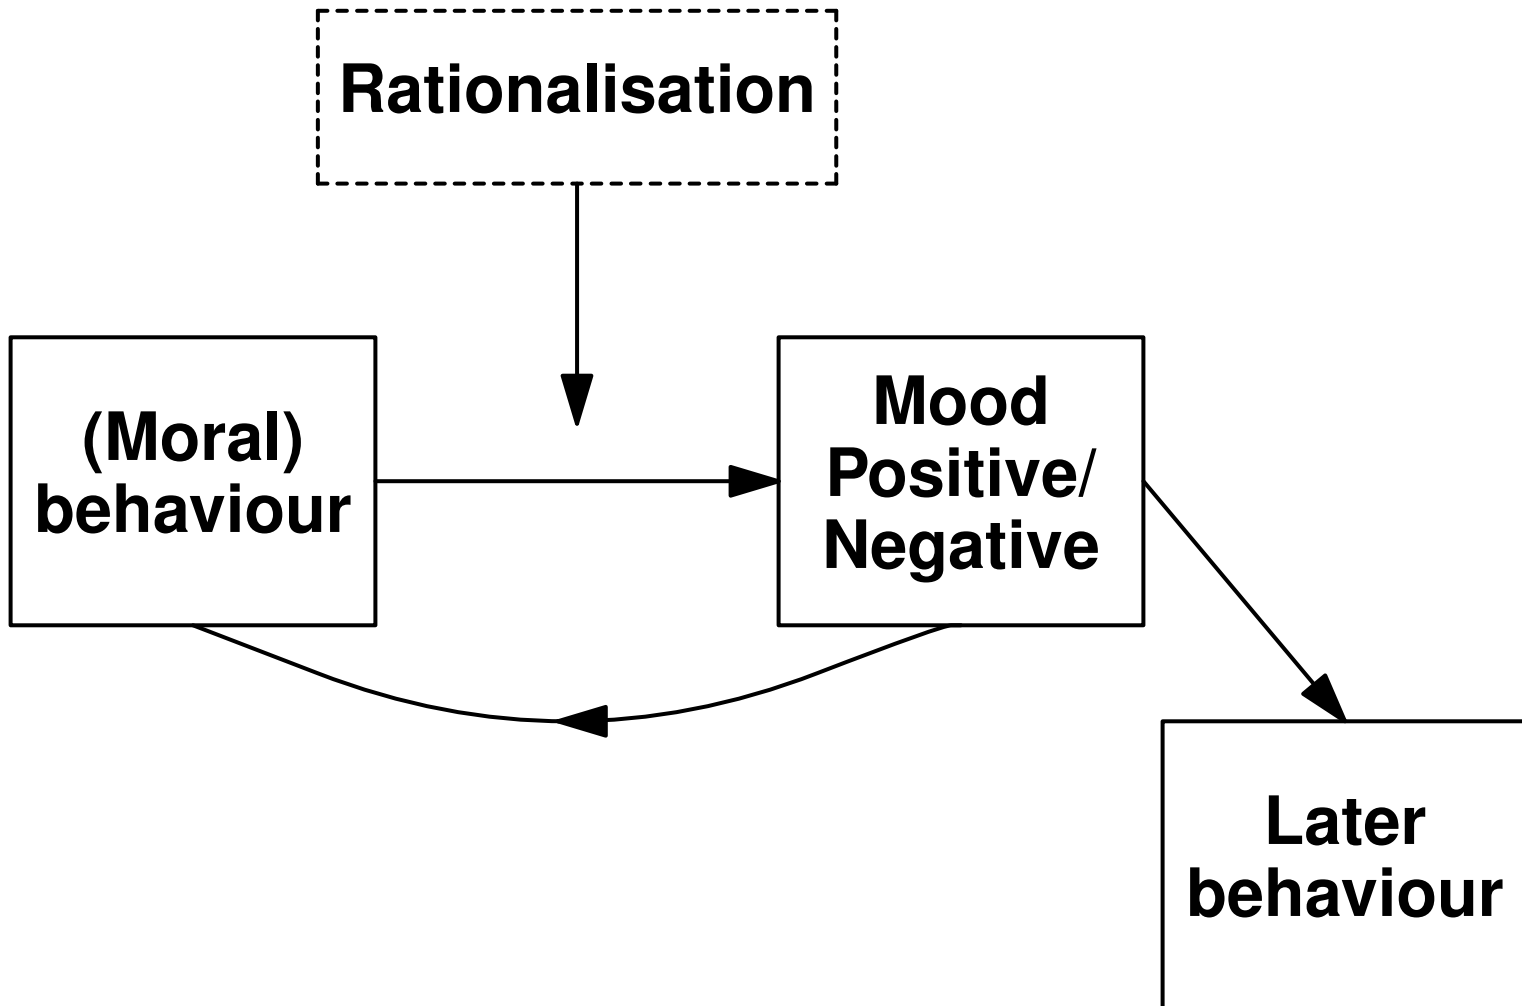 Rationalisation
(Moral)
behaviour
Mood
Positive/
Negative
Later
behaviour